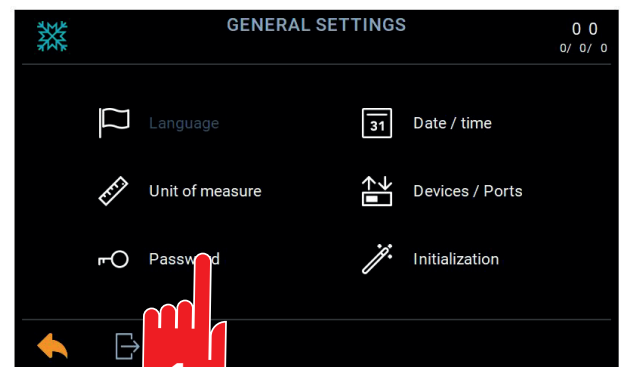 GENERAL SETTINGS
0 0
0/ 0/ 0
Language
31
Date / time
Unit of measure
Devices / Ports
Password
Initialization